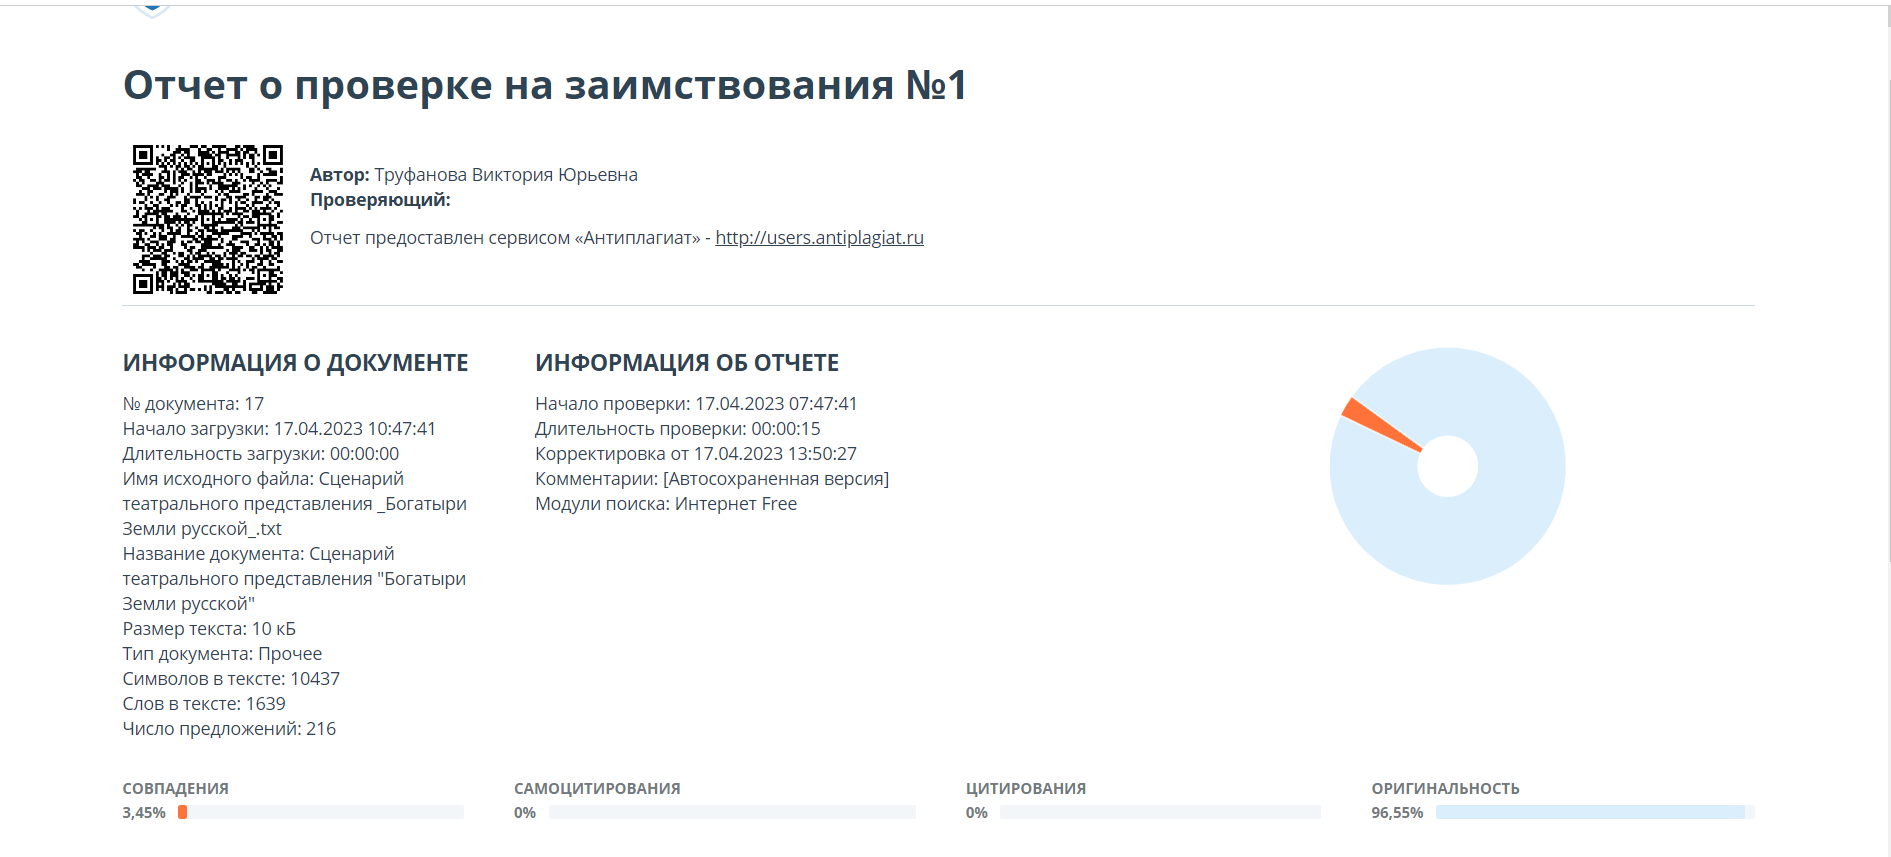 Отчет о проверке на заимствования №1
Автор: Труфанова Виктория Юрьевна
Проверяющий:
Отчет предоставлен сервисом «Антиплагиат» - http://users.antiplagiat.ru
ИНФОРМАЦИЯ О ДОКУМЕНТЕ
№ документа: 17
Начало загрузки: 17.04.2023 10:47:41
Длительность загрузки: 00:00:00
Имя исходного файла: Сценарий
театрального представления _Богатыри
Земли русской_.txt
Название документа: Сценарий
театрального представления "Богатыри
Земли русской"
Размер текста: 10 кБ
Тип документа: Прочее
Символов в тексте: 10437
Слов в тексте: 1639
Число предложений: 216
ИНФОРМАЦИЯ ОБ ОТЧЕТЕ
Начало проверки: 17.04.2023 07:47:41
Длительность проверки: 00:00:15
Корректировка от 17.04.2023 13:50:27
Комментарии: [Автосохраненная версия]
Модули поиска: Интернет Free
СОВПАДЕНИЯ
3,45%
САМОЦИТИРОВАНИЯ
0%
ЦИТИРОВАНИЯ
0%
ОРИГИНАЛЬНОСТЬ
96,55%